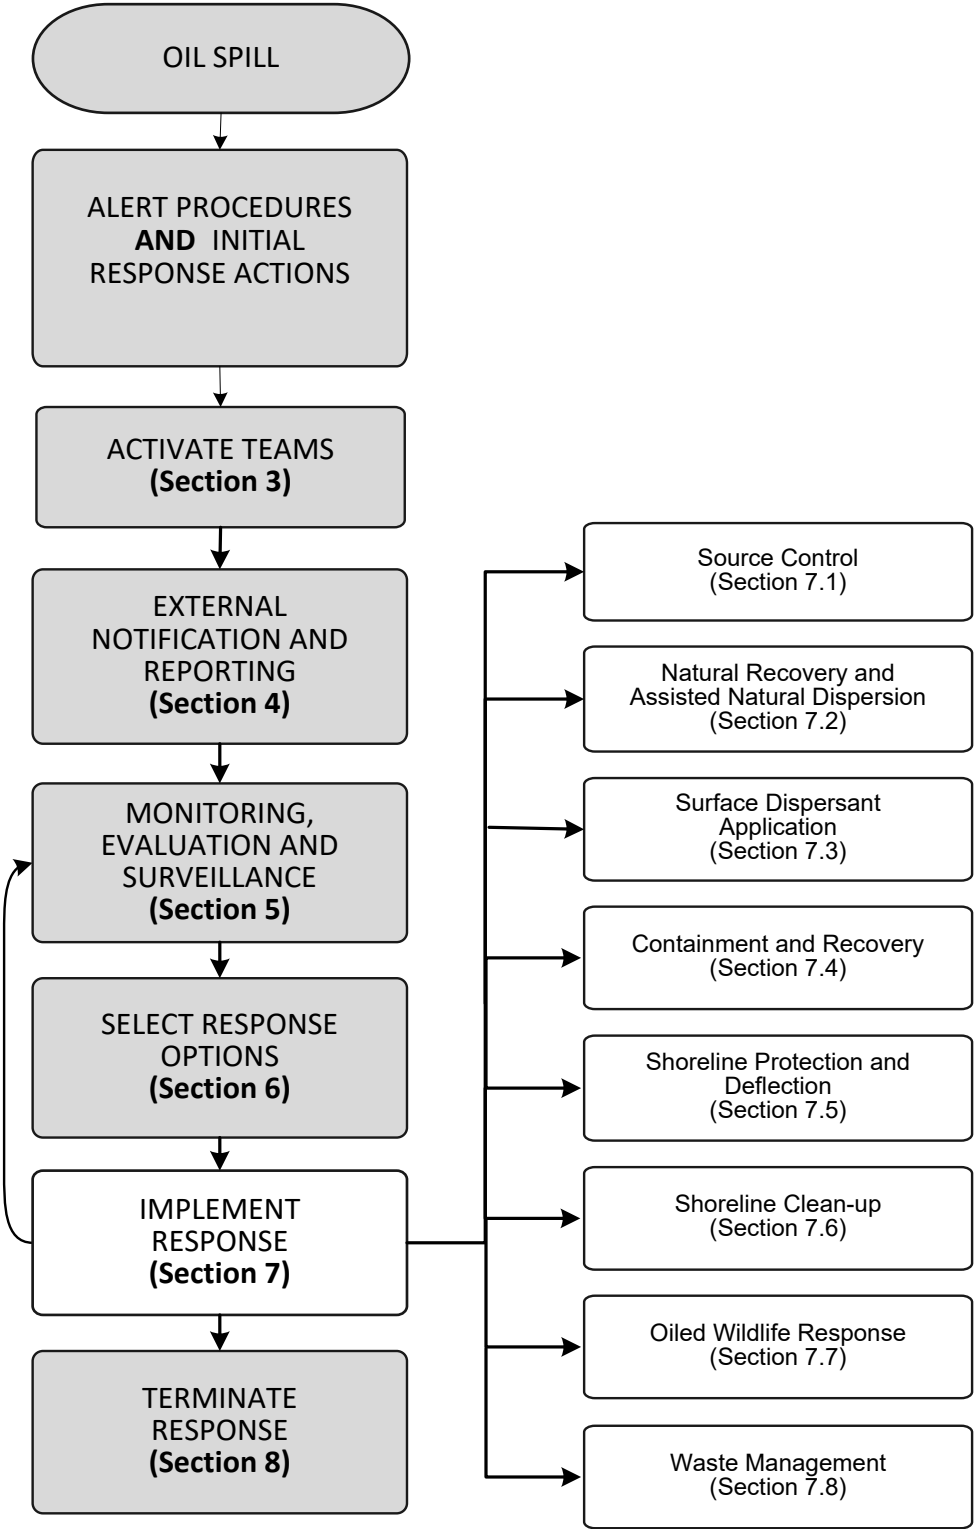 OIL SPILL
ALERT PROCEDURES
AND INITIAL
RESPONSE ACTIONS
ACTIVATE TEAMS
(Section 3)
EXTERNAL
NOTIFICATION AND
REPORTING
(Section 4)
MONITORING,
EVALUATION AND
SURVEILLANCE
(Section 5)
SELECT RESPONSE
OPTIONS
(Section 6)
IMPLEMENT
RESPONSE
(Section 7)
TERMINATE
RESPONSE
(Section 8)
Source Control
(Section 7.1)
Natural Recovery and
Assisted Natural Dispersion
(Section 7.2)
Surface Dispersant
Application
(Section 7.3)
Containment and Recovery
(Section 7.4)
Shoreline Protection and
Deflection
(Section 7.5)
Shoreline Clean-up
(Section 7.6)
Oiled Wildlife Response
(Section 7.7)
Waste Management
(Section 7.8)